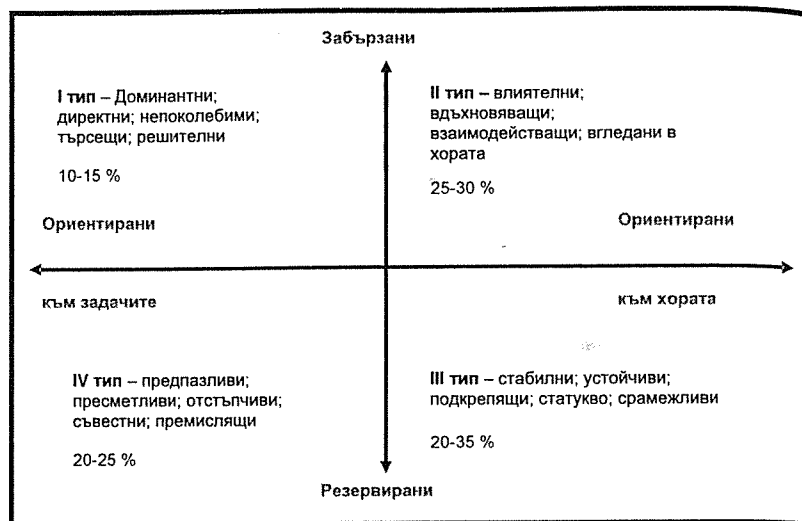 Забързани
I тип – Доминантни;
директни; непоколебими;
търсещи; решителни
10-15 %
II тип – влиятелни;
вдъхновяващи;
взаимодействащи; вгледани в
хората
25-30 %
Ориентирани
Ориентирани
към задачите
към хората
IV тип – предпазливи;
пресметливи; отстъпчиви;
съвестни; премислящи
20-25 %
III тип – стабилни; устойчиви;
подкрепящи; статукво; срамежливи
20-35 %
Резервирани